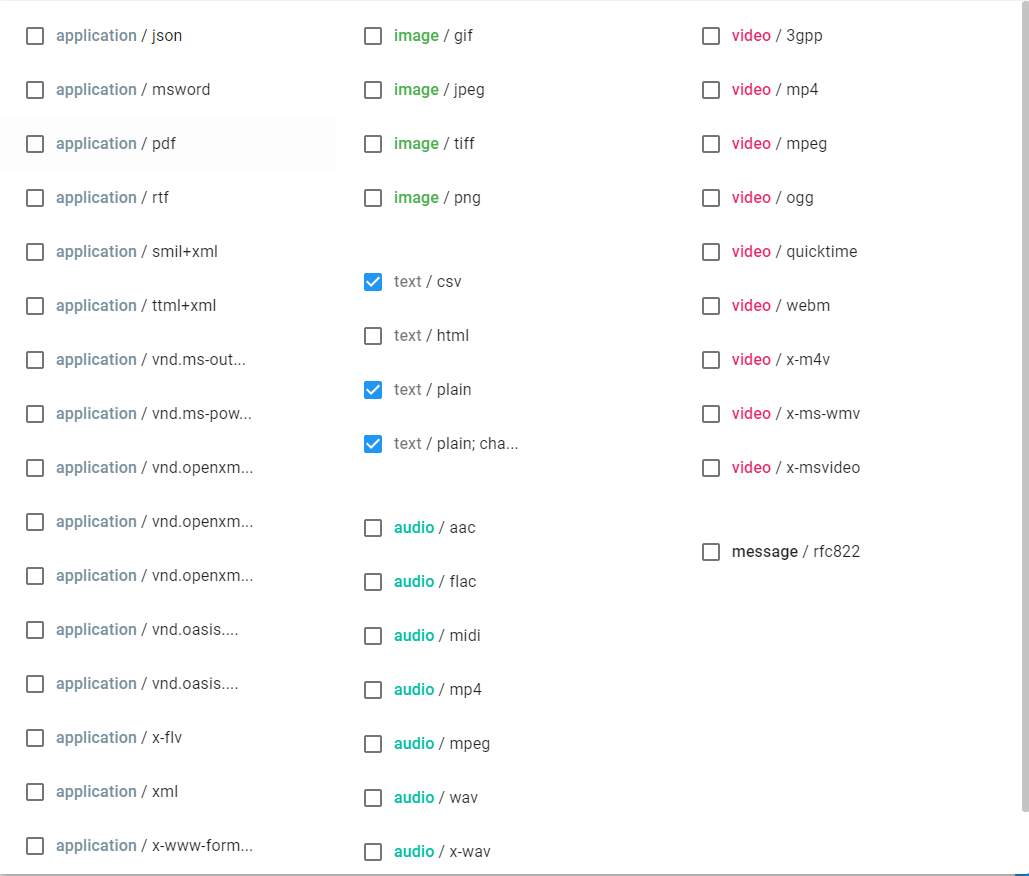 application / json
application / msword
application / pdf
application / rtf
application / smil+xml
application / ttml+xml
application / vnd.ms-out...
application / vnd.ms-pow...
application / vnd.openxm...
application / vnd.openxm...
application / vnd.openxm...
application / vnd.oasis....
application / vnd.oasis....
application / x-flv
application / xml
application / x-www-form...
image / gif
image / jpeg
image / tiff
image / png
text / csv
text / html
text / plain
text / plain; cha...
audio / aac
audio / flac
audio / midi
audio / mp4
audio / mpeg
audio / wav
audio / x-wav
video / 3gpp
video / mp4
video / mpeg
video / ogg
video / quicktime
video / webm
video / x-m4v
video / x-ms-wmv
video / x-msvideo
message / rfc822